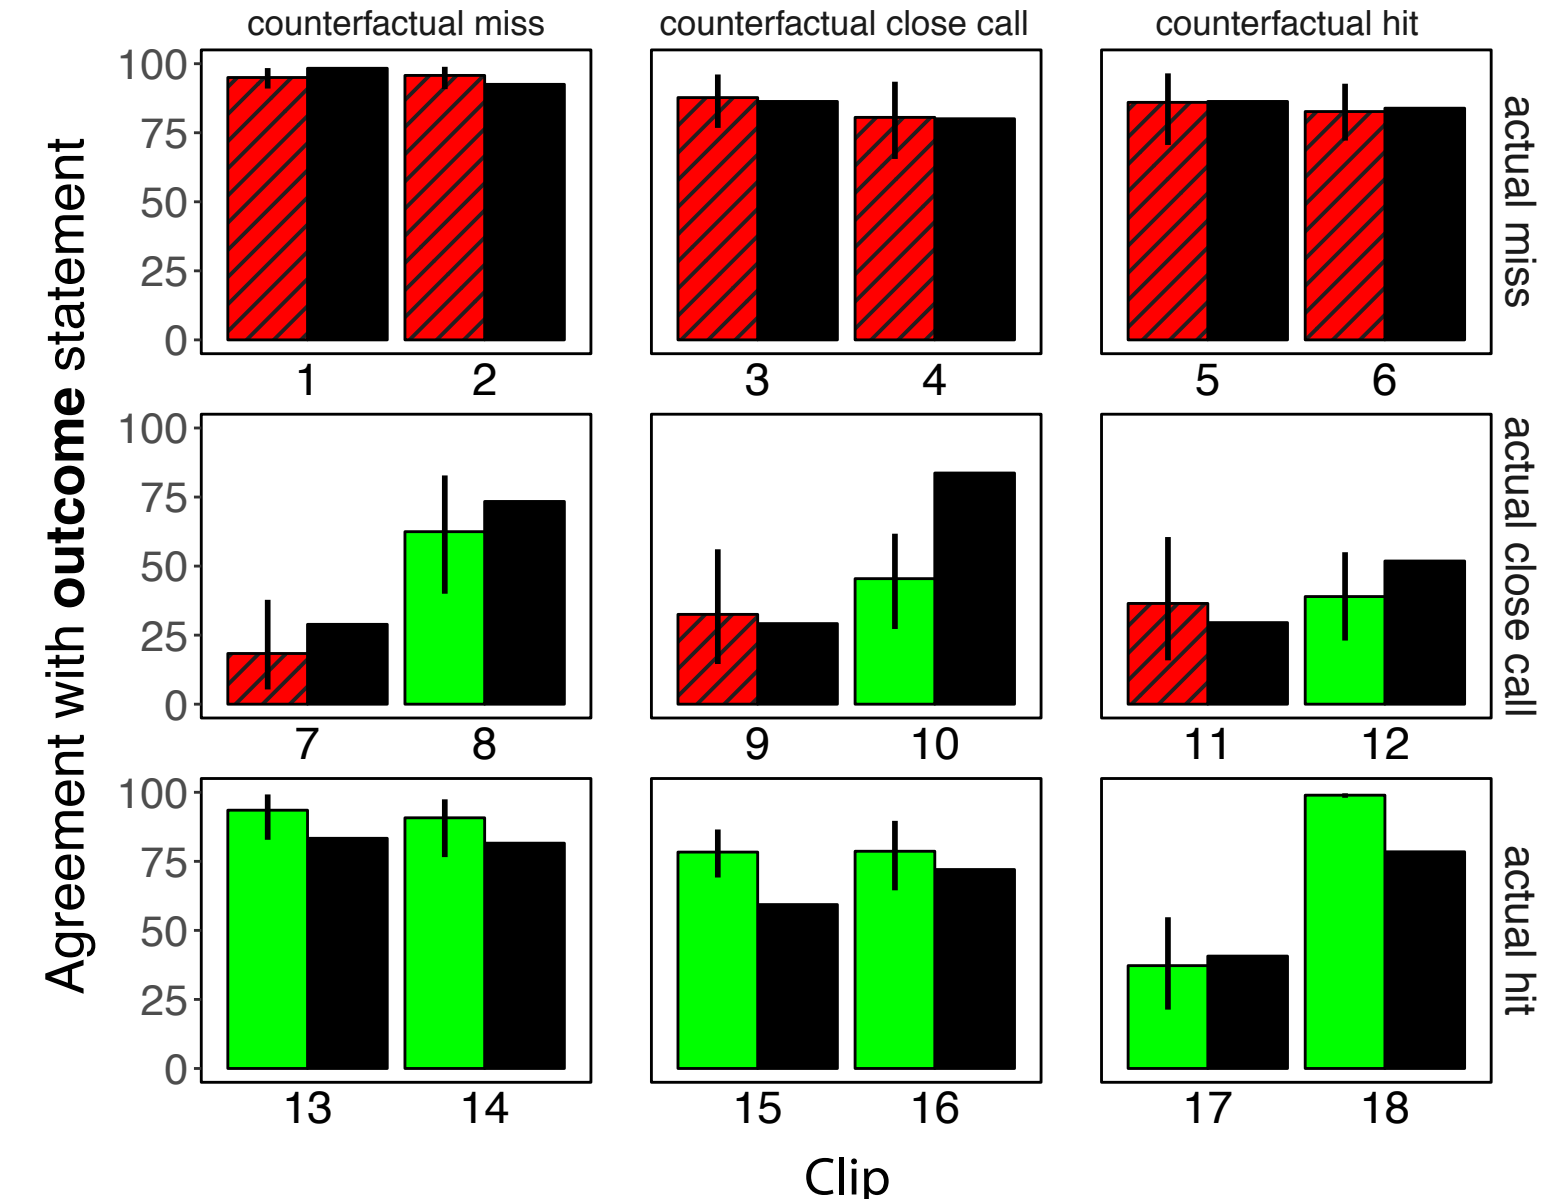 counterfactual miss counterfactual close call counterfactual hit
Agreement with outcome statement
100
75
50
25
0
1 2 3 4 5 6
actual miss
100
75
50
25
0
7 8 9 10 11 12
actual close call
100
75
50
25
0
13 14 15 16 17 18
actual hit
Clip